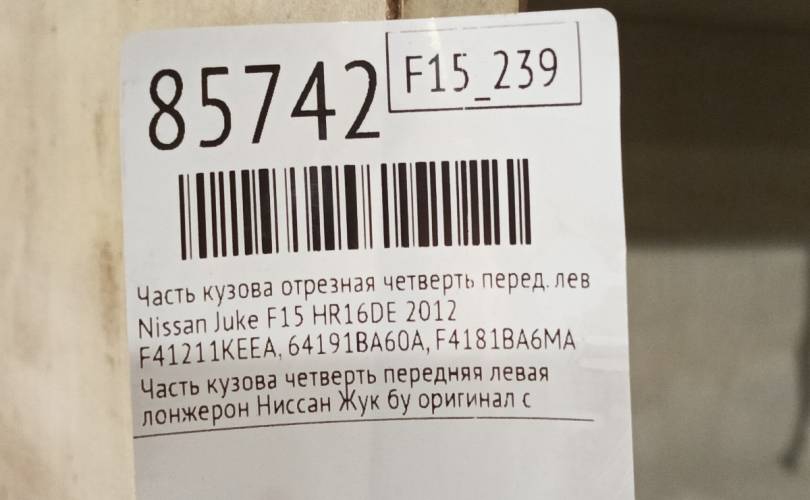 85742
F15_239
Часть кузова отрезная четверть перед. лев
Nissan Juke F15 HR16DE 2012
F41211KEEA, 64191BA60A, F4181BA6MA
Часть кузова четверть передняя левая
лонжерон Ниссан Жук бу оригинал с